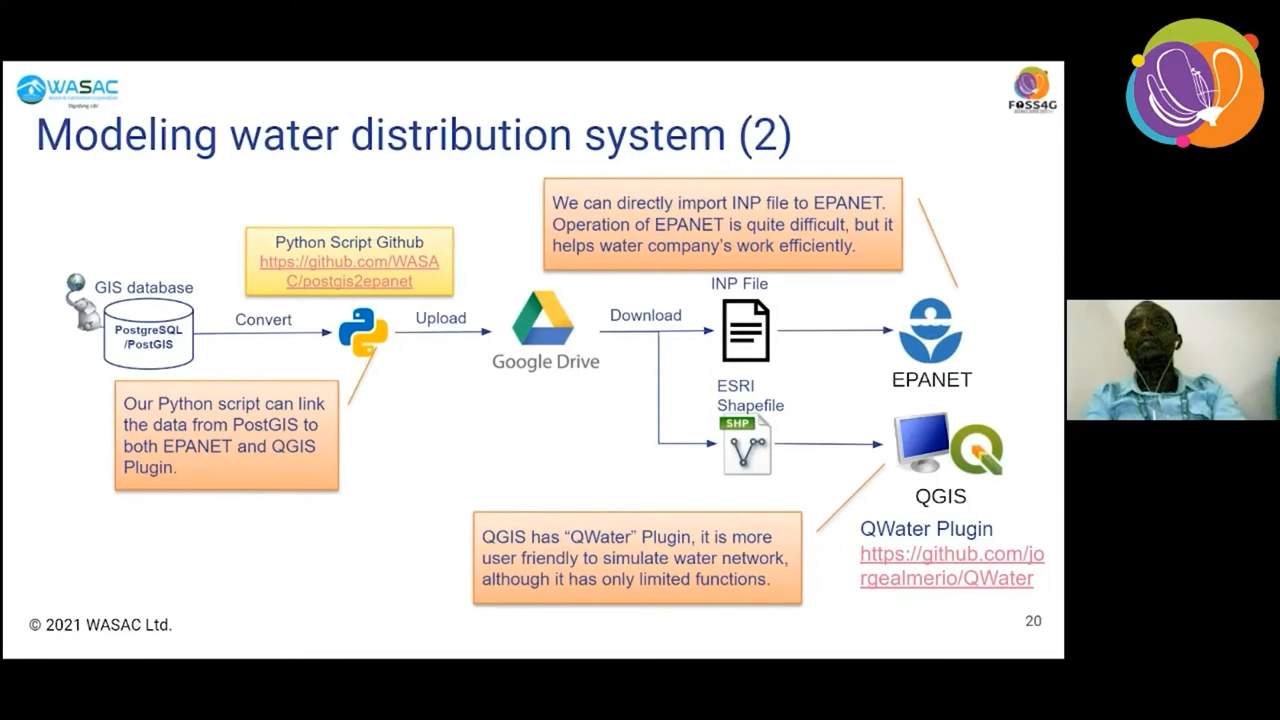 WASAC
FOSS4G
Modeling water distribution system (2)
We can directly import INP file to EPANET.
Operation of EPANET is quite difficult, but it
helps water company's work efficiently.
Python Script Github
https://github.com/WASA
C/postgis2epanet
INP File
GIS database
PostgreSQL
/PostGIS
Convert
Upload
Google Drive
Download
EPANET
ESRI
Shapefile
SHP
Our Python script can link
the data from PostGIS to
both EPANET and QGIS
Plugin.
QGIS
QWater Plugin
https://github.com/jo
rgealmerio/QWater
QGIS has “QWater” Plugin, it is more
user friendly to simulate water network,
although it has only limited functions.
© 2021 WASAC Ltd.
20